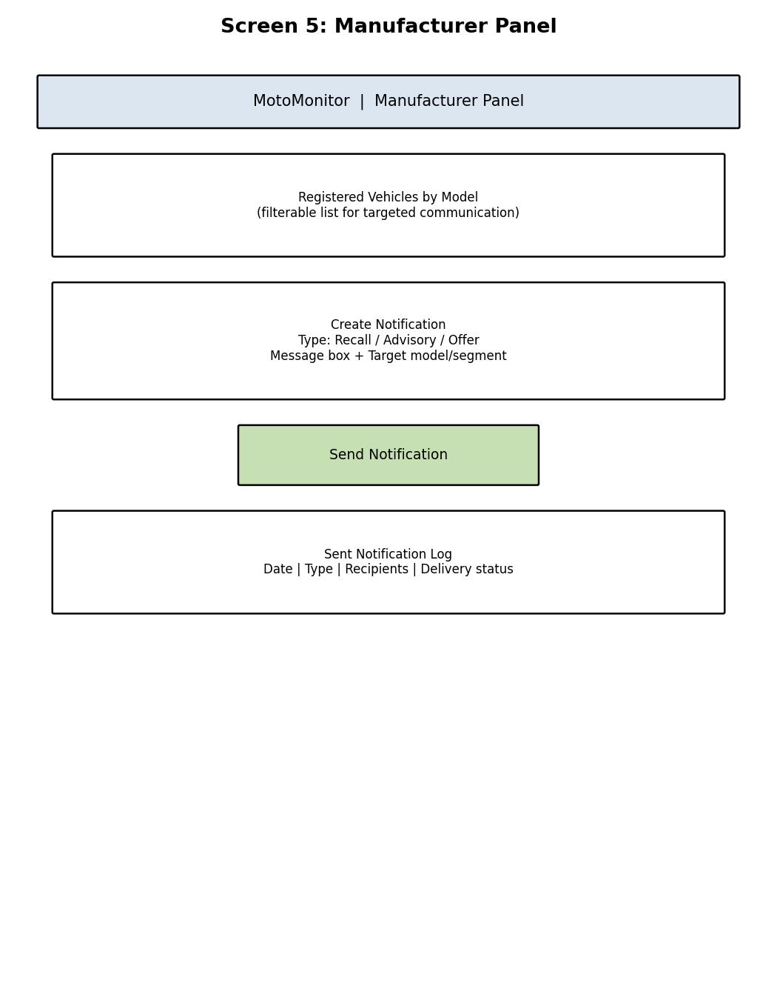 Screen 5: Manufacturer Panel
MotoMonitor | Manufacturer Panel
Registered Vehicles by Model
(filterable list for targeted communication)
Create Notification
Type: Recall / Advisory / Offer
Message box + Target model/segment
Send Notification
Sent Notification Log
Date | Type | Recipients | Delivery status